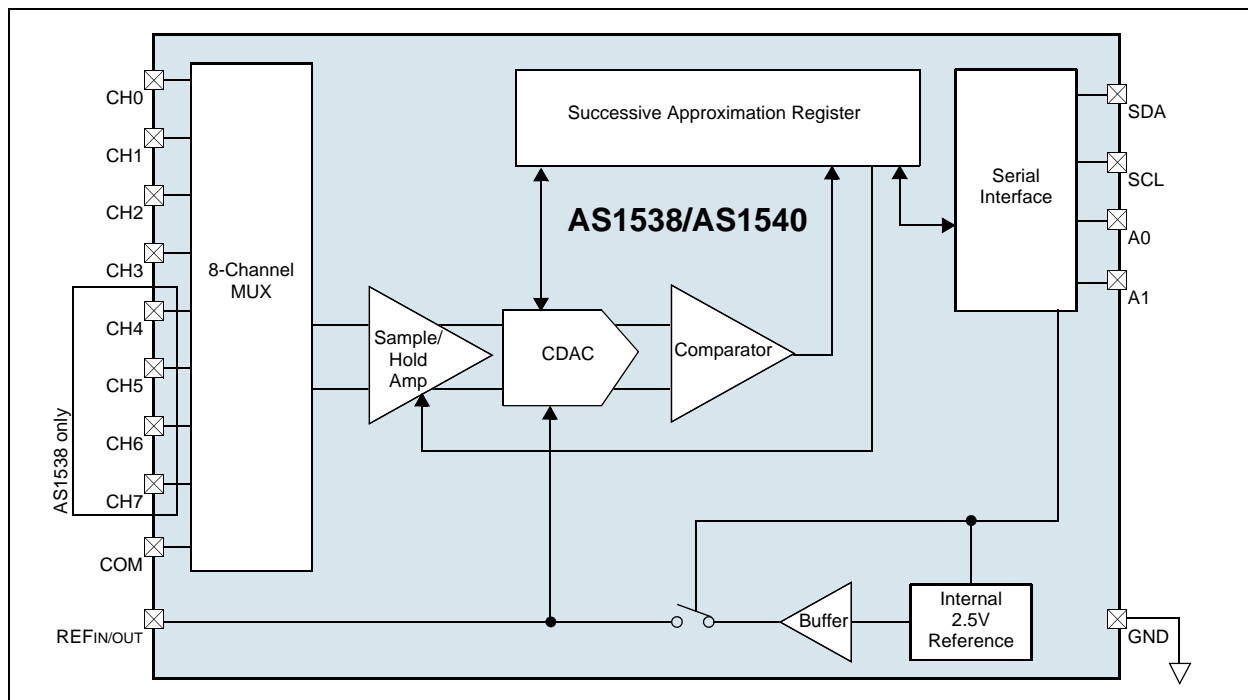 CH0
CH1
CH2
CH3
CH4
CH5
CH6
CH7
AS1538 only
COM
REFIN/OUT
8-Channel
MUX
Successive Approximation Register
AS1538/AS1540
Sample/
Hold
Amp
CDAC
Comparator
Serial
Interface
SDA
SCL
A0
A1
Buffer
Internal
2.5V
Reference
GND